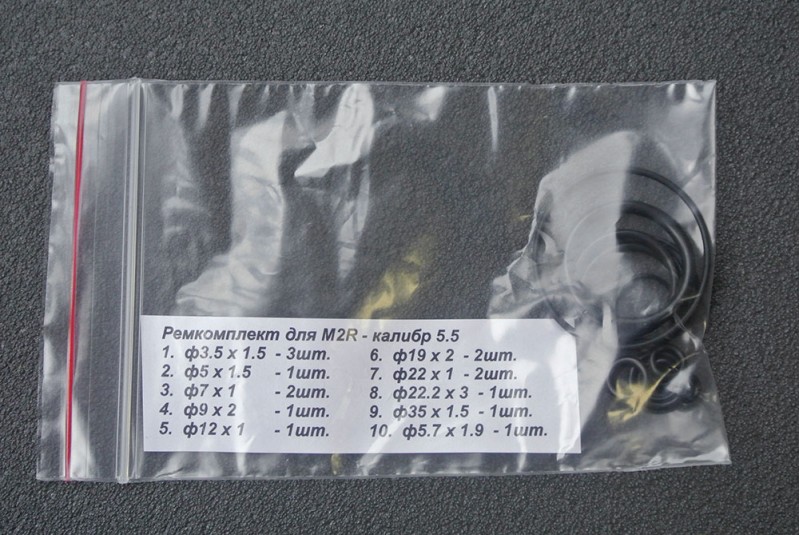 Ремкомплект для M2R - калибр 5.5
1. ф3.5 x 1.5 - 3шт.
2. ф5 x 1.5 - 1шт.
3. ф7 x 1 - 2шт.
4. ф9 x 2 - 1шт.
5. ф12 x 1 - 1шт.
6. ф19 x 2 - 2шт.
7. ф22 x 1 - 2шт.
8. ф22.2 x 3 - 1шт.
9. ф35 x 1.5 - 1шт.
10. ф5.7 x 1.9 - 1шт.